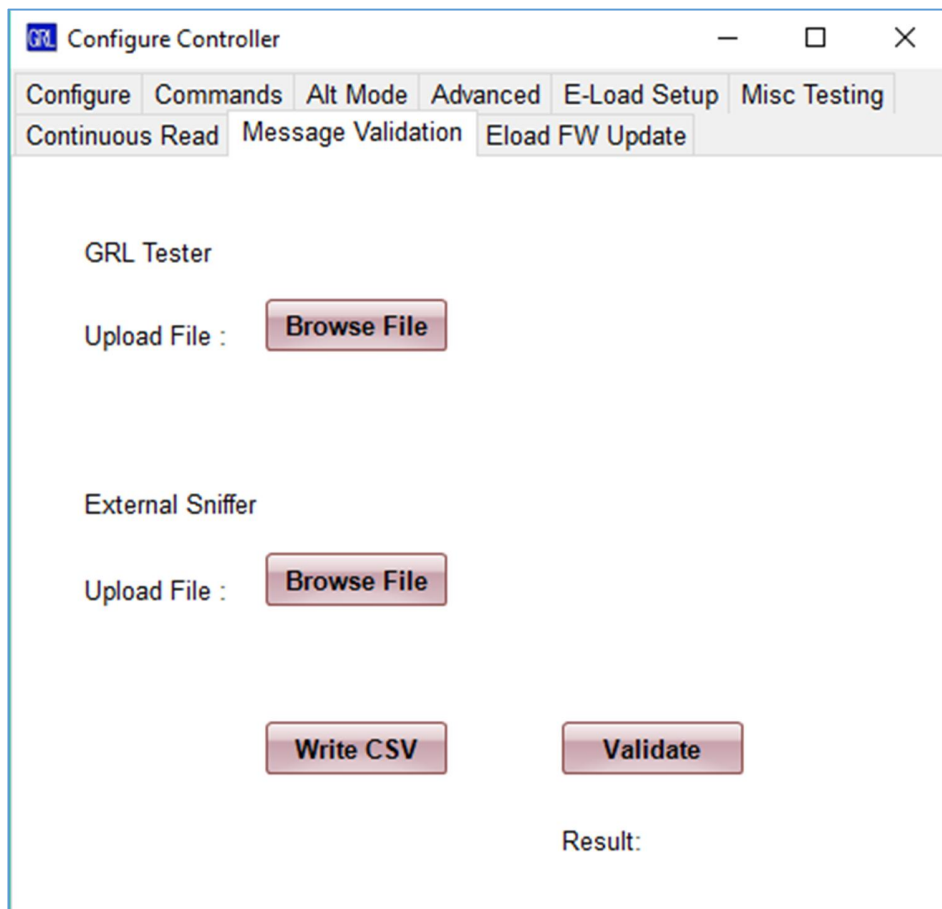 GRL Configure Controller
Configure Commands Alt Mode Advanced E-Load Setup Misc Testing
Continuous Read Message Validation Eload FW Update
GRL Tester
Upload File : Browse File
External Sniffer
Upload File : Browse File
Write CSV Validate
Result: